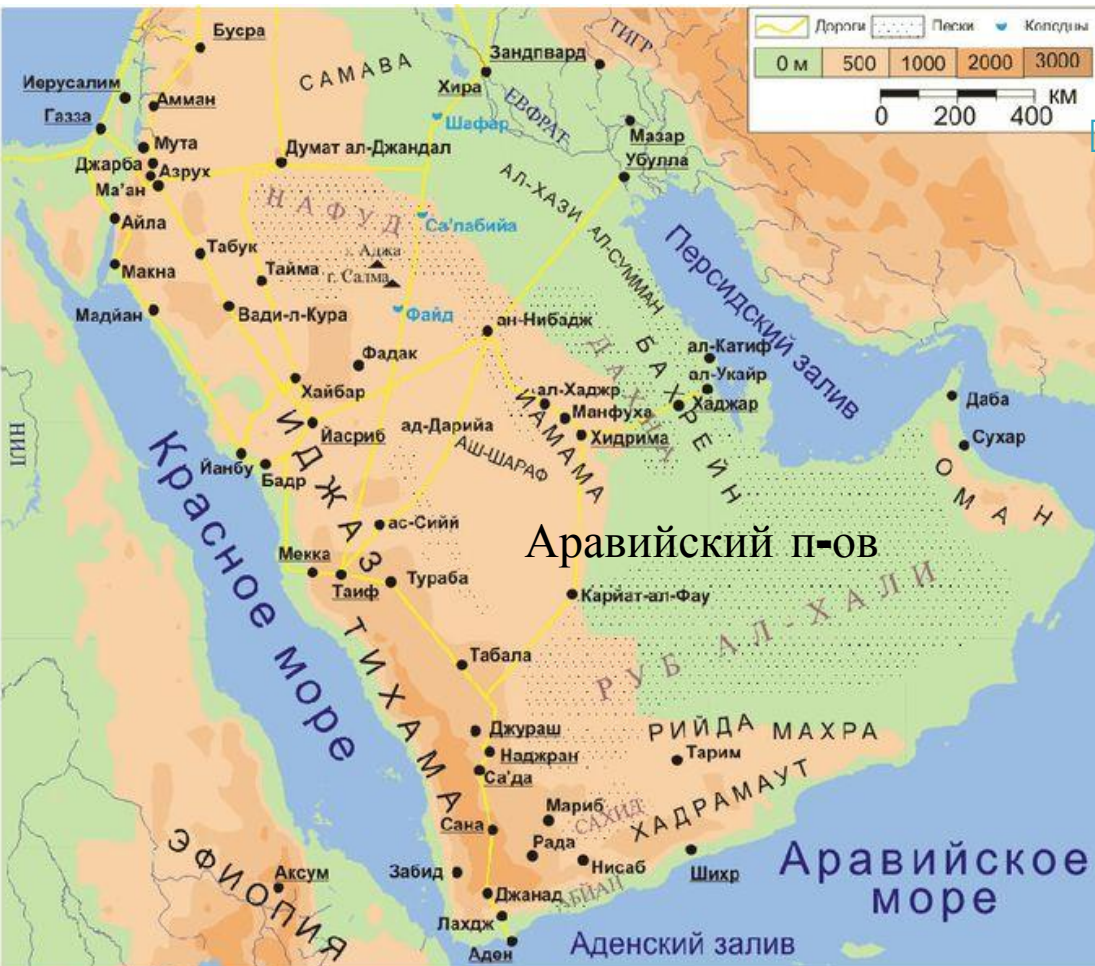 Дороги Пески Колодцы
0 м 500 1000 2000 3000
КМ
0 200 400
Бусра
САМАВА
Зандпвард
ТИГР
Хира
ЕВФРАТ
Иерусалим
Амман
Газза
Шафар
Мазар
Мута
Думат ал-Джандал
Убулла
Джарба
Азрух
Ма'ан
АЛ-ХАЗИ
НАФУД
Са'лабийа
Айла
АЛ-СУММАН
Персидский залив
Табук
г. Аджа
Макна
Тайма
г. Салма
Мадйан
Вади-л-Кура
Файд
ан-Нибадж
ДАХНА
БАХРЕЙН
ал-Катиф
Фадак
ал-Укайр
Хайбар
ал-Хаджр
Хаджар
Даба
ЙАМАМА
Манфуха
НИЛ
Йасриб
ад-Дарийа
Хидрима
Сухар
ХИДЖАЗ
АШ-ШАРАФ
Йанбу
Бадр
ОМАН
Красное море
ас-Сийй
Аравийский п-ов
Мекка
Таиф
Тураба
Карйат-ал-Фау
РУБ АЛ-ХАЛИ
ТИХАМА
Табала
Джураш
РИЙДА МАХРА
Наджран
Тарим
Са'да
ХАДРАМАУТ
Мариб
САХИД
Сана
Рада
ЭФИОПИЯ
Аксум
Забид
Нисаб
Шихр
Аравийское
море
Джанад
АБЙАН
Лахдж
Аден
Аденский залив